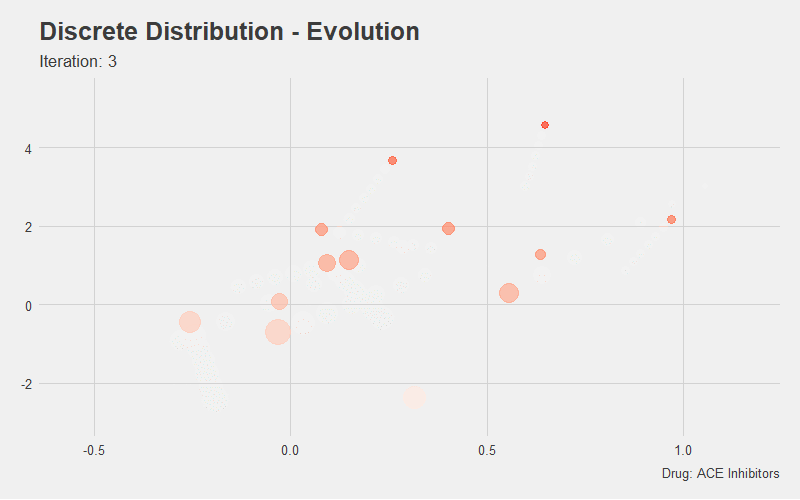 Discrete Distribution - Evolution
Iteration: 3
4
2
0
-2
-0.5 0.0 0.5 1.0
Drug: ACE Inhibitors